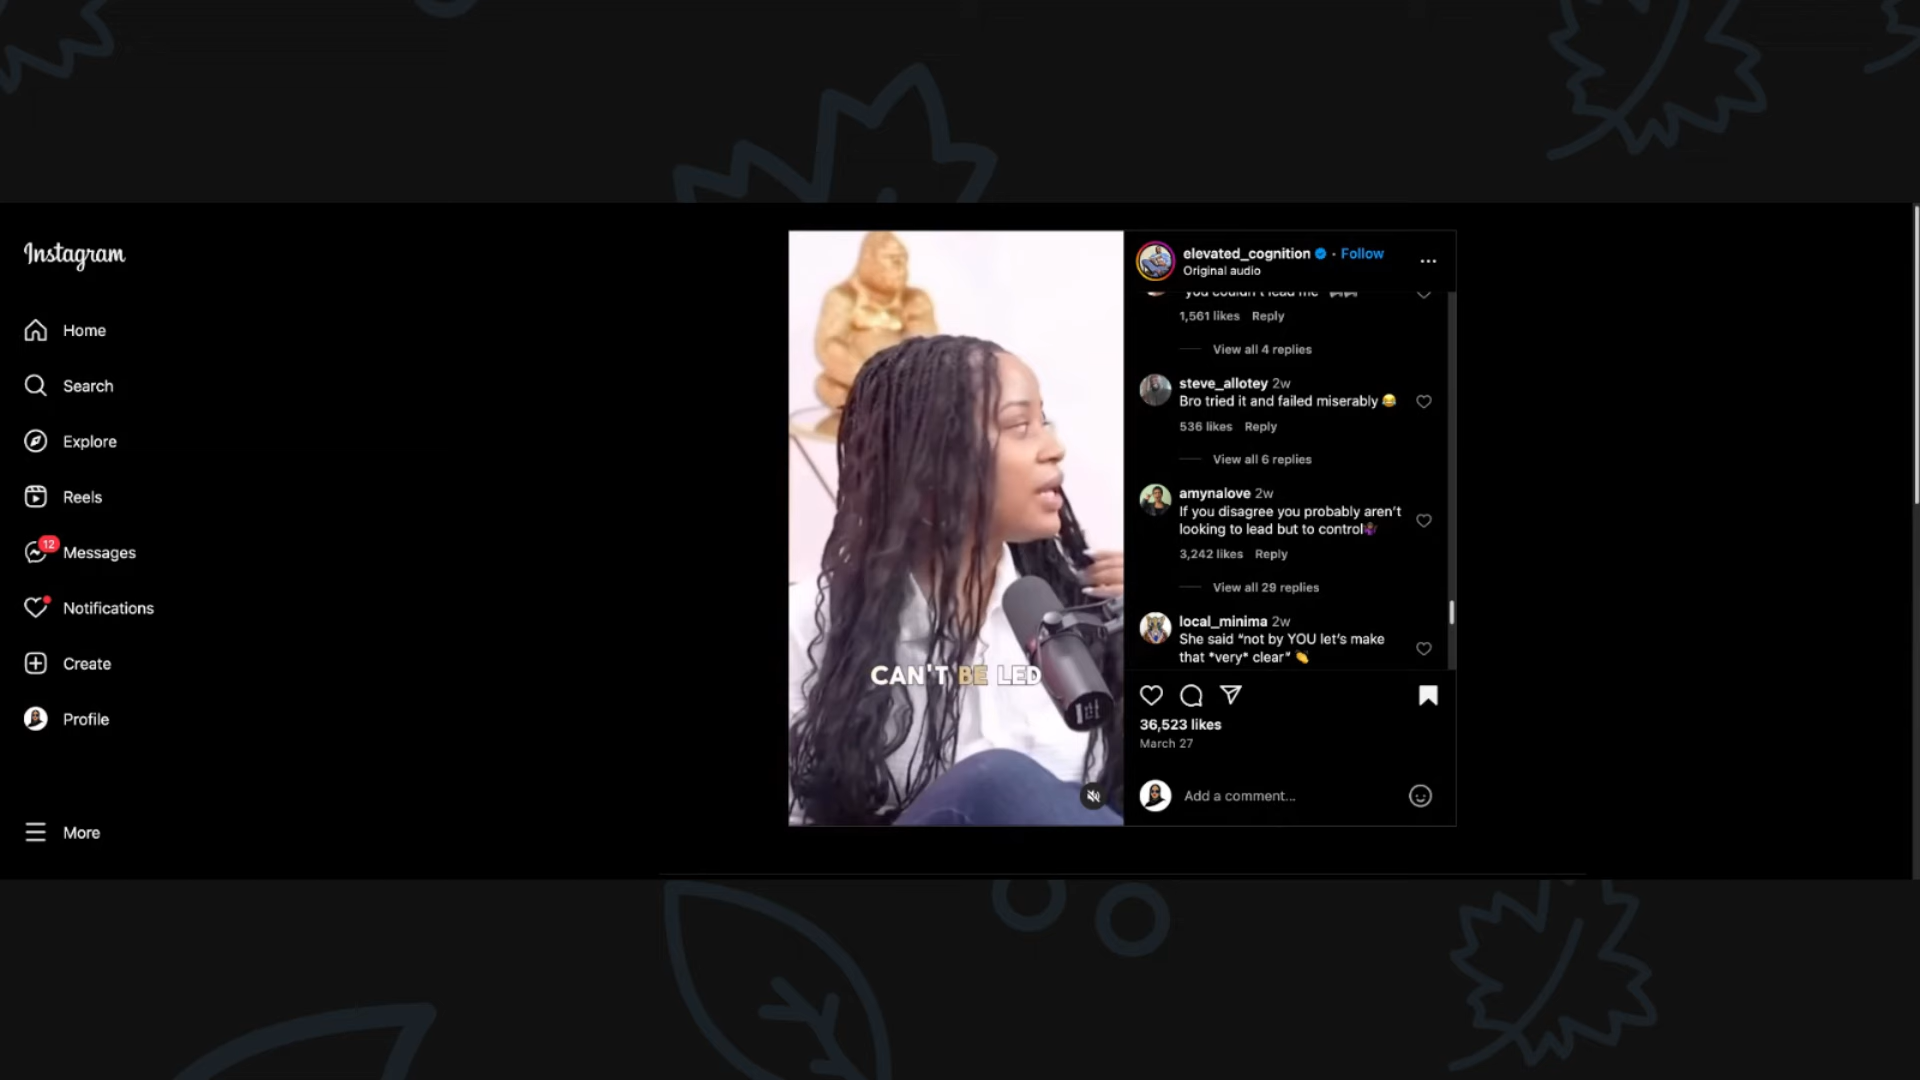 Instagram
Home
Search
Explore
Reels
12
Messages
Notifications
Create
Profile
More
CAN'T BE LED
elevated_cognition · Follow
Original audio
"you couldn't lead me"
1,561 likes Reply
View all 4 replies
steve_allotey 2w
Bro tried it and failed miserably 😂
536 likes Reply
View all 6 replies
amynalove 2w
If you disagree you probably aren't
looking to lead but to control
3,242 likes Reply
View all 29 replies
local_minima 2w
She said "not by YOU let's make
that *very* clear" 👏
36,523 likes
March 27
Add a comment...